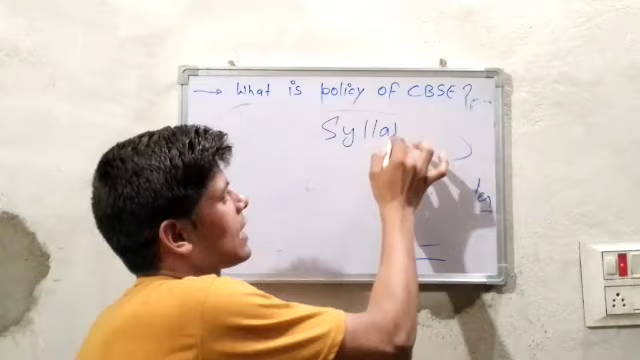 → What is policy of CBSE ?
Sylla